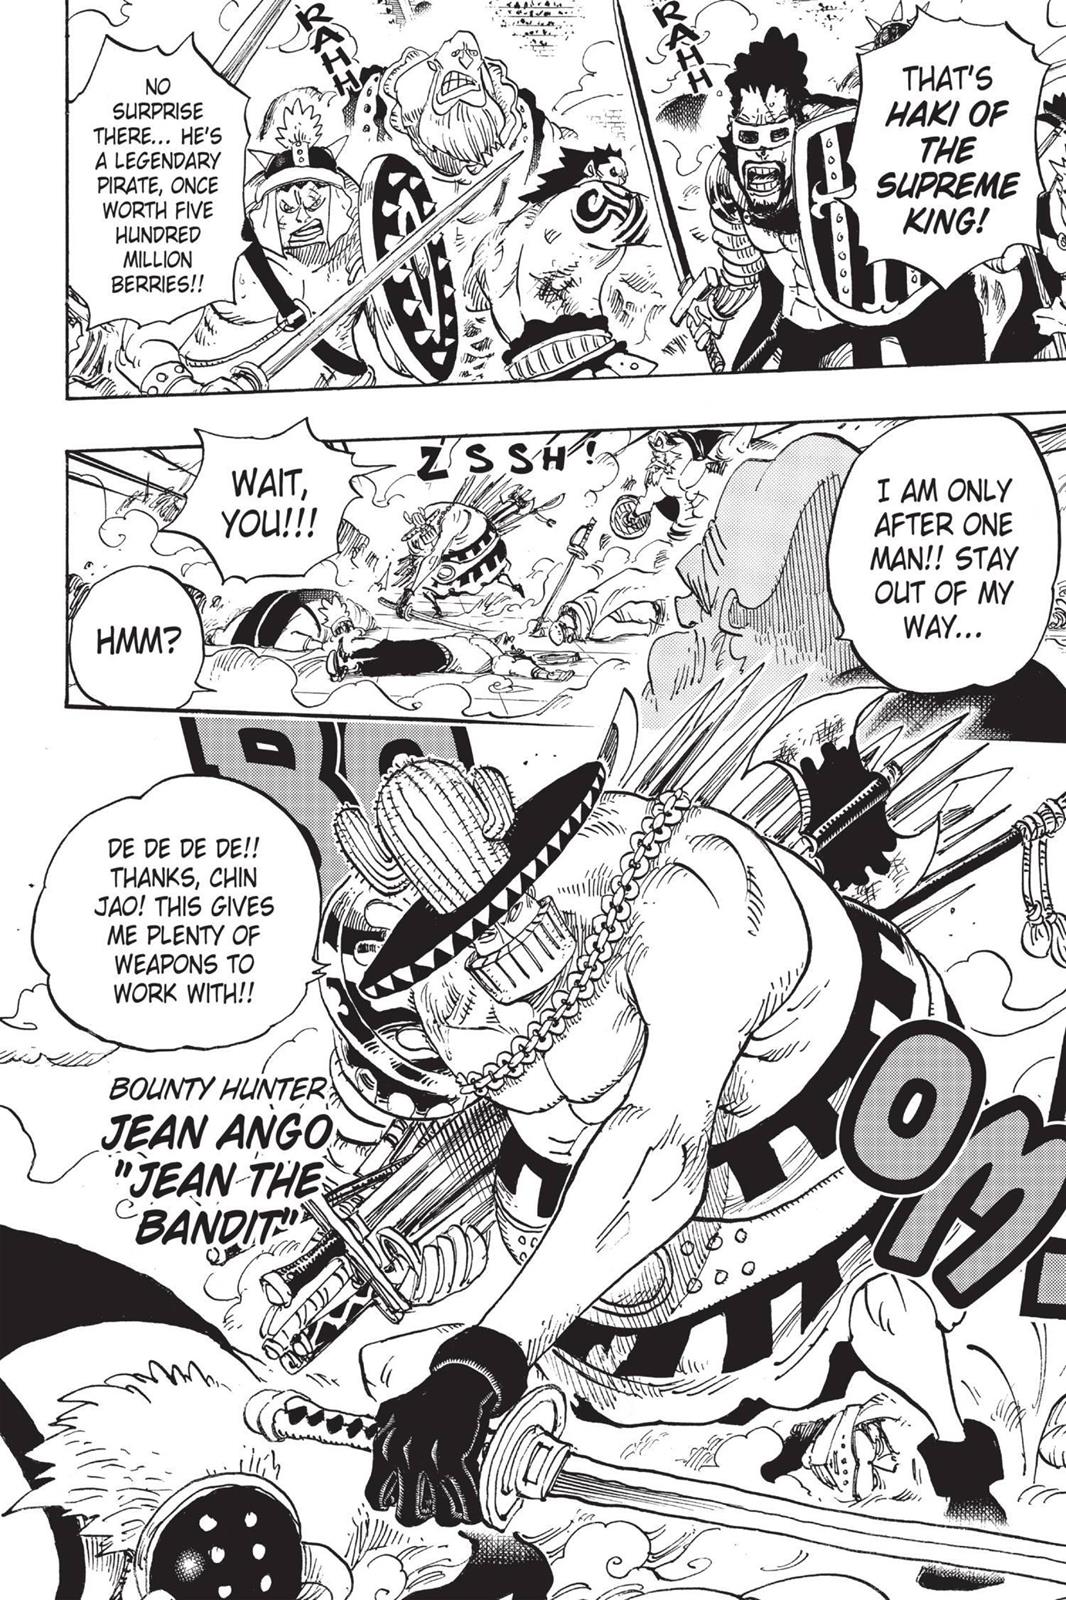 THAT'S
HAKI OF
THE
SUPREME
KING!
RAHH
RAHH
NO
SURPRISE
THERE... HE'S
A LEGENDARY
PIRATE, ONCE
WORTH FIVE
HUNDRED
MILLION
BERRIES!!
I AM ONLY
AFTER ONE
MAN!! STAY
OUT OF MY
WAY...
ZSSH!
WAIT,
YOU!!!
HMM?
BOOM!
DE DE DE DE!!
THANKS, CHIN
JAO! THIS GIVES
ME PLENTY OF
WEAPONS TO
WORK WITH!!
BOUNTY HUNTER
JEAN ANGO
"JEAN THE
BANDIT"